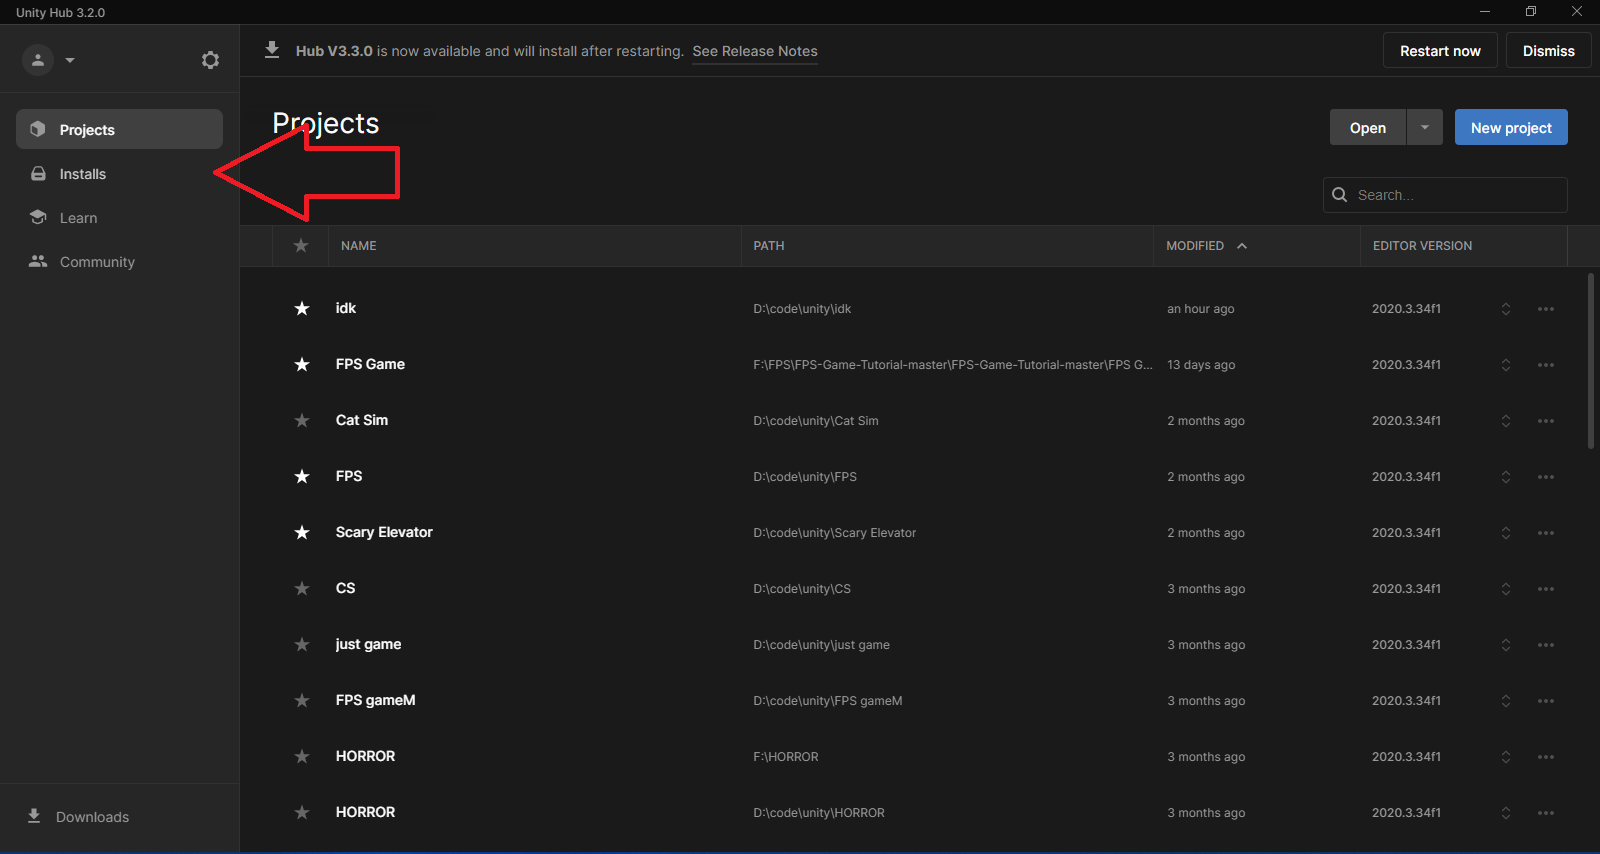 Unity Hub 3.2.0
Hub V3.3.0 is now available and will install after restarting. See Release Notes
Restart now
Dismiss
Projects
Installs
Learn
Community
Downloads
Projects
Open
New project
Search...
NAME PATH MODIFIED EDITOR VERSION
idk D:\code\unity\idk an hour ago 2020.3.34f1
FPS Game F:\FPS\FPS-Game-Tutorial-master\FPS-Game-Tutorial-master\FPS G... 13 days ago 2020.3.34f1
Cat Sim D:\code\unity\Cat Sim 2 months ago 2020.3.34f1
FPS D:\code\unity\FPS 2 months ago 2020.3.34f1
Scary Elevator D:\code\unity\Scary Elevator 2 months ago 2020.3.34f1
CS D:\code\unity\CS 3 months ago 2020.3.34f1
just game D:\code\unity\just game 3 months ago 2020.3.34f1
FPS gameM D:\code\unity\FPS gameM 3 months ago 2020.3.34f1
HORROR F:\HORROR 3 months ago 2020.3.34f1
HORROR D:\code\unity\HORROR 3 months ago 2020.3.34f1